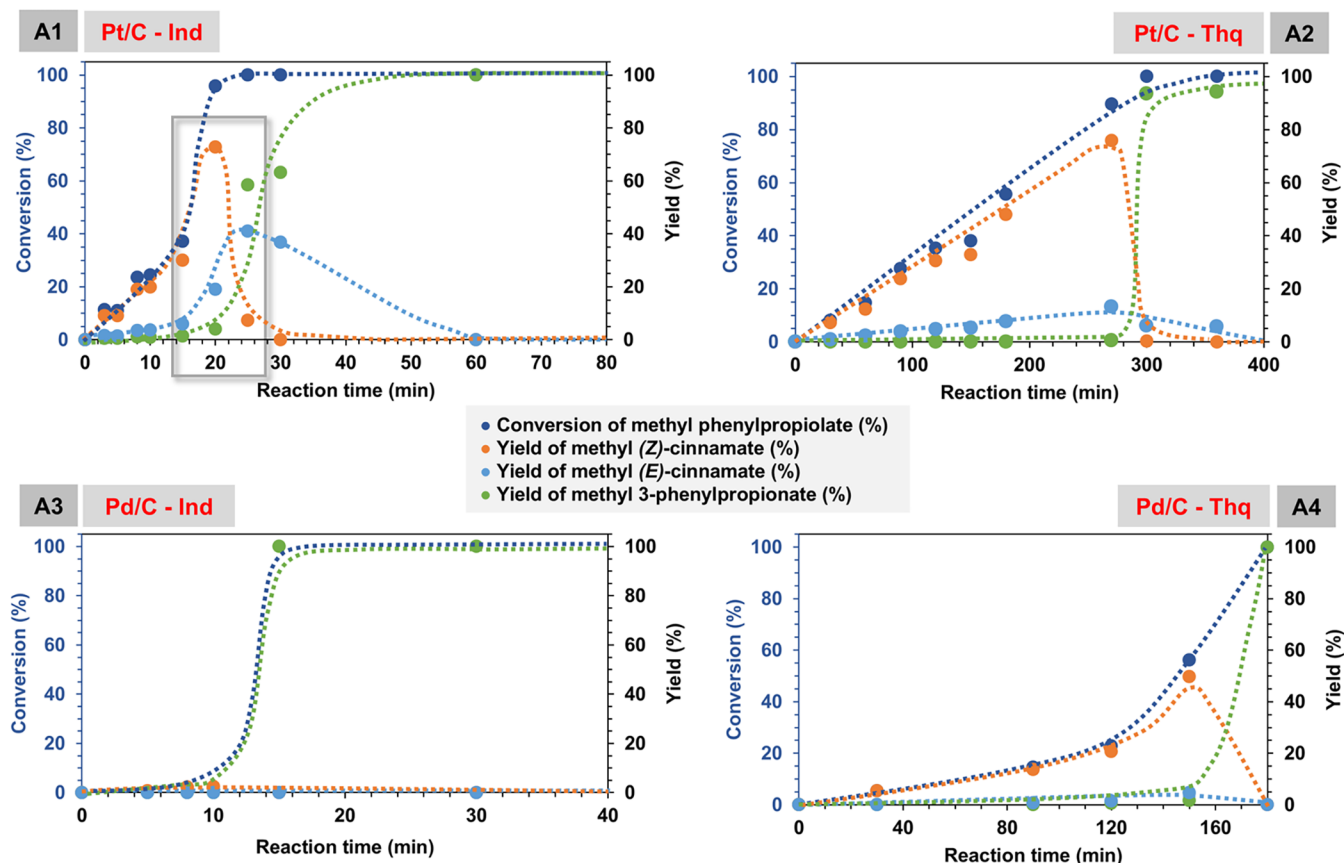 A1 Pt/C - Ind
Pt/C - Thq A2
100 100
80 80
60 60
40 40
20 20
0 0
0 10 20 30 40 50 60 70 80
Conversion (%)
Yield (%)
Reaction time (min)
100 100
80 80
60 60
40 40
20 20
0 0
0 100 200 300 400
Conversion (%)
Yield (%)
Reaction time (min)
Conversion of methyl phenylpropiolate (%)
Yield of methyl (Z)-cinnamate (%)
Yield of methyl (E)-cinnamate (%)
Yield of methyl 3-phenylpropionate (%)
A3 Pd/C - Ind
Pd/C - Thq A4
100 100
80 80
60 60
40 40
20 20
0 0
0 10 20 30 40
Conversion (%)
Yield (%)
Reaction time (min)
100 100
80 80
60 60
40 40
20 20
0 0
0 40 80 120 160
Conversion (%)
Yield (%)
Reaction time (min)